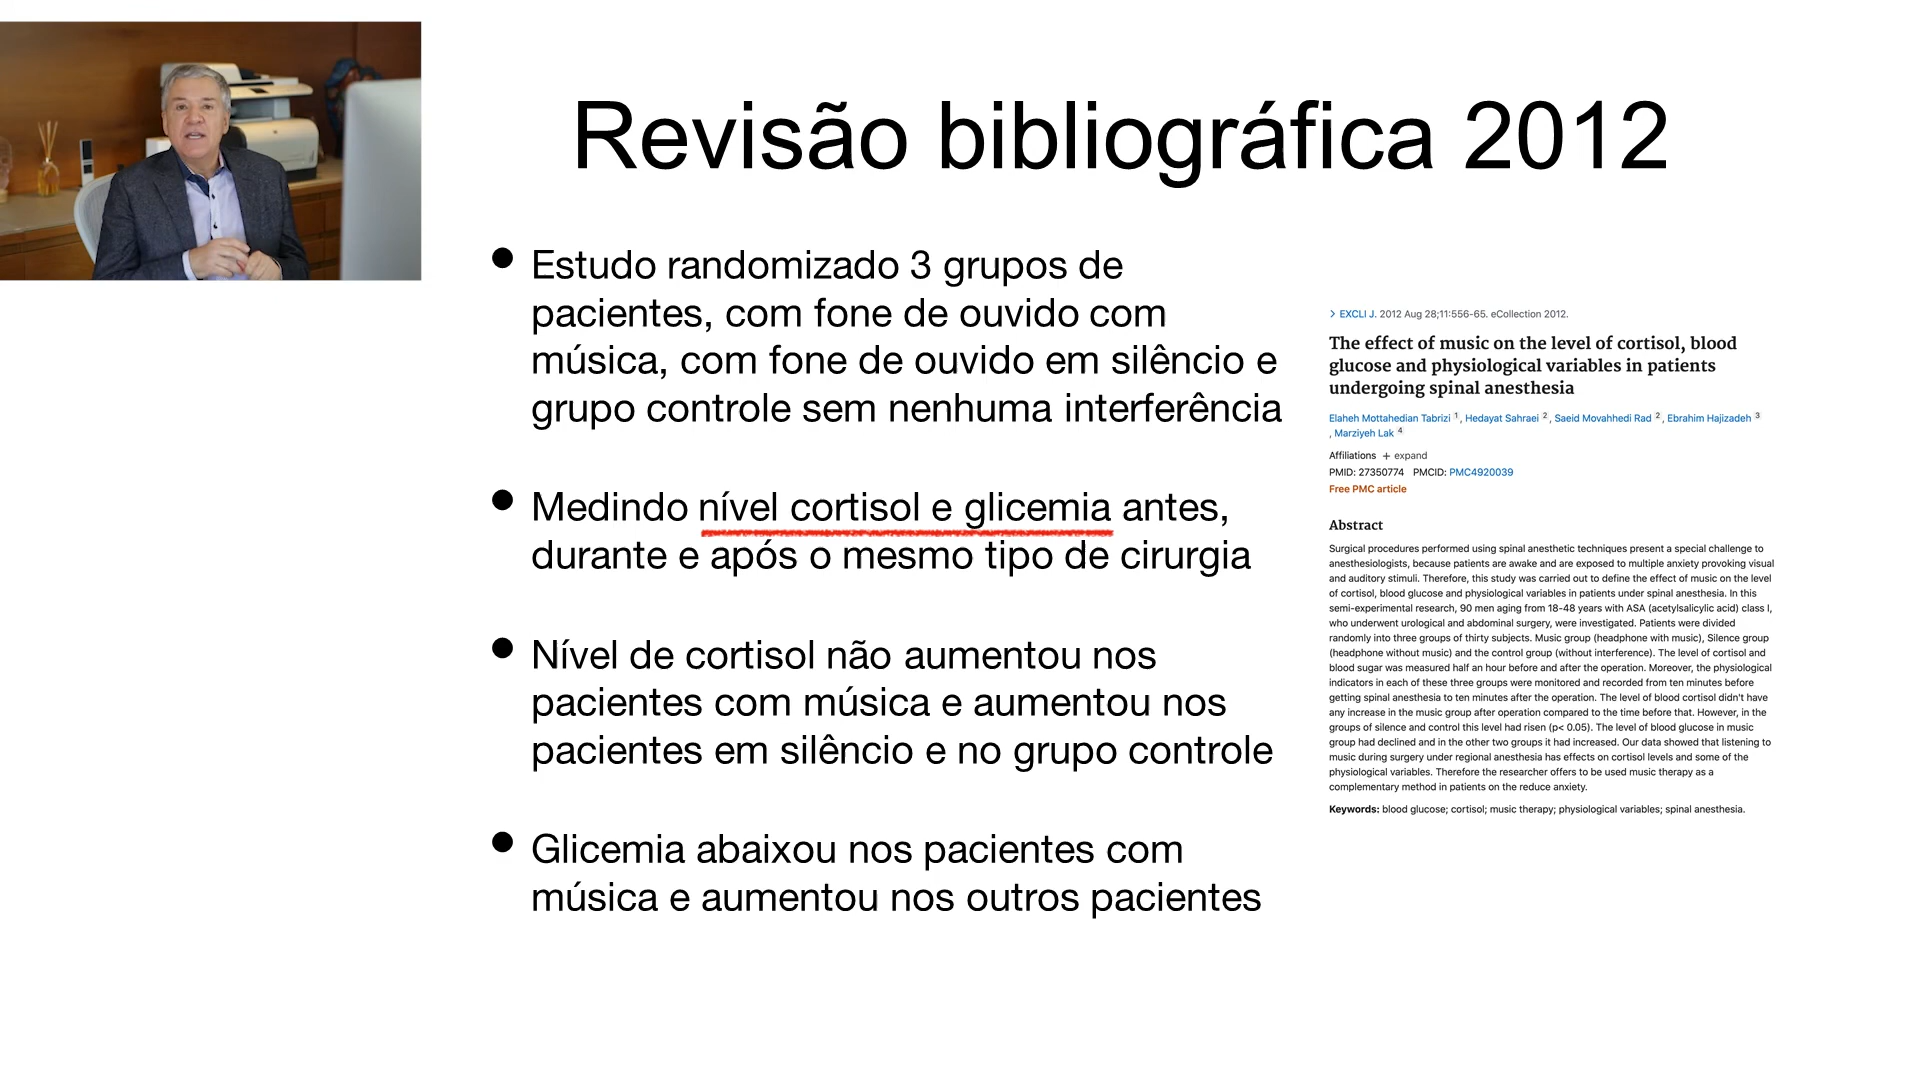 Revisão bibliográfica 2012
• Estudo randomizado 3 grupos de
pacientes, com fone de ouvido com
música, com fone de ouvido em silêncio e
grupo controle sem nenhuma interferência
• Medindo nível cortisol e glicemia antes,
durante e após o mesmo tipo de cirurgia
• Nível de cortisol não aumentou nos
pacientes com música e aumentou nos
pacientes em silêncio e no grupo controle
• Glicemia abaixou nos pacientes com
música e aumentou nos outros pacientes
> EXCLI J. 2012 Aug 28;11:556-65. eCollection 2012.
The effect of music on the level of cortisol, blood
glucose and physiological variables in patients
undergoing spinal anesthesia
Elaheh Mottahedian Tabrizi 1, Hedayat Sahraei 2, Saeid Movahhedi Rad 2, Ebrahim Hajizadeh 3
, Marziyeh Lak 4
Affiliations + expand
PMID: 27350774 PMCID: PMC4920039
Free PMC article
Abstract
Surgical procedures performed using spinal anesthetic techniques present a special challenge to
anesthesiologists, because patients are awake and are exposed to multiple anxiety provoking visual
and auditory stimuli. Therefore, this study was carried out to define the effect of music on the level
of cortisol, blood glucose and physiological variables in patients under spinal anesthesia. In this
semi-experimental research, 90 men aging from 18-48 years with ASA (acetylsalicylic acid) class I,
who underwent urological and abdominal surgery, were investigated. Patients were divided
randomly into three groups of thirty subjects. Music group (headphone with music), Silence group
(headphone without music) and the control group (without interference). The level of cortisol and
blood sugar was measured half an hour before and after the operation. Moreover, the physiological
indicators in each of these three groups were monitored and recorded from ten minutes before
getting spinal anesthesia to ten minutes after the operation. The level of blood cortisol didn't have
any increase in the music group after operation compared to the time before that. However, in the
groups of silence and control this level had risen (p< 0.05). The level of blood glucose in music
group had declined and in the other two groups it had increased. Our data showed that listening to
music during surgery under regional anesthesia has effects on cortisol levels and some of the
physiological variables. Therefore the researcher offers to be used music therapy as a
complementary method in patients on the reduce anxiety.
Keywords: blood glucose; cortisol; music therapy; physiological variables; spinal anesthesia.